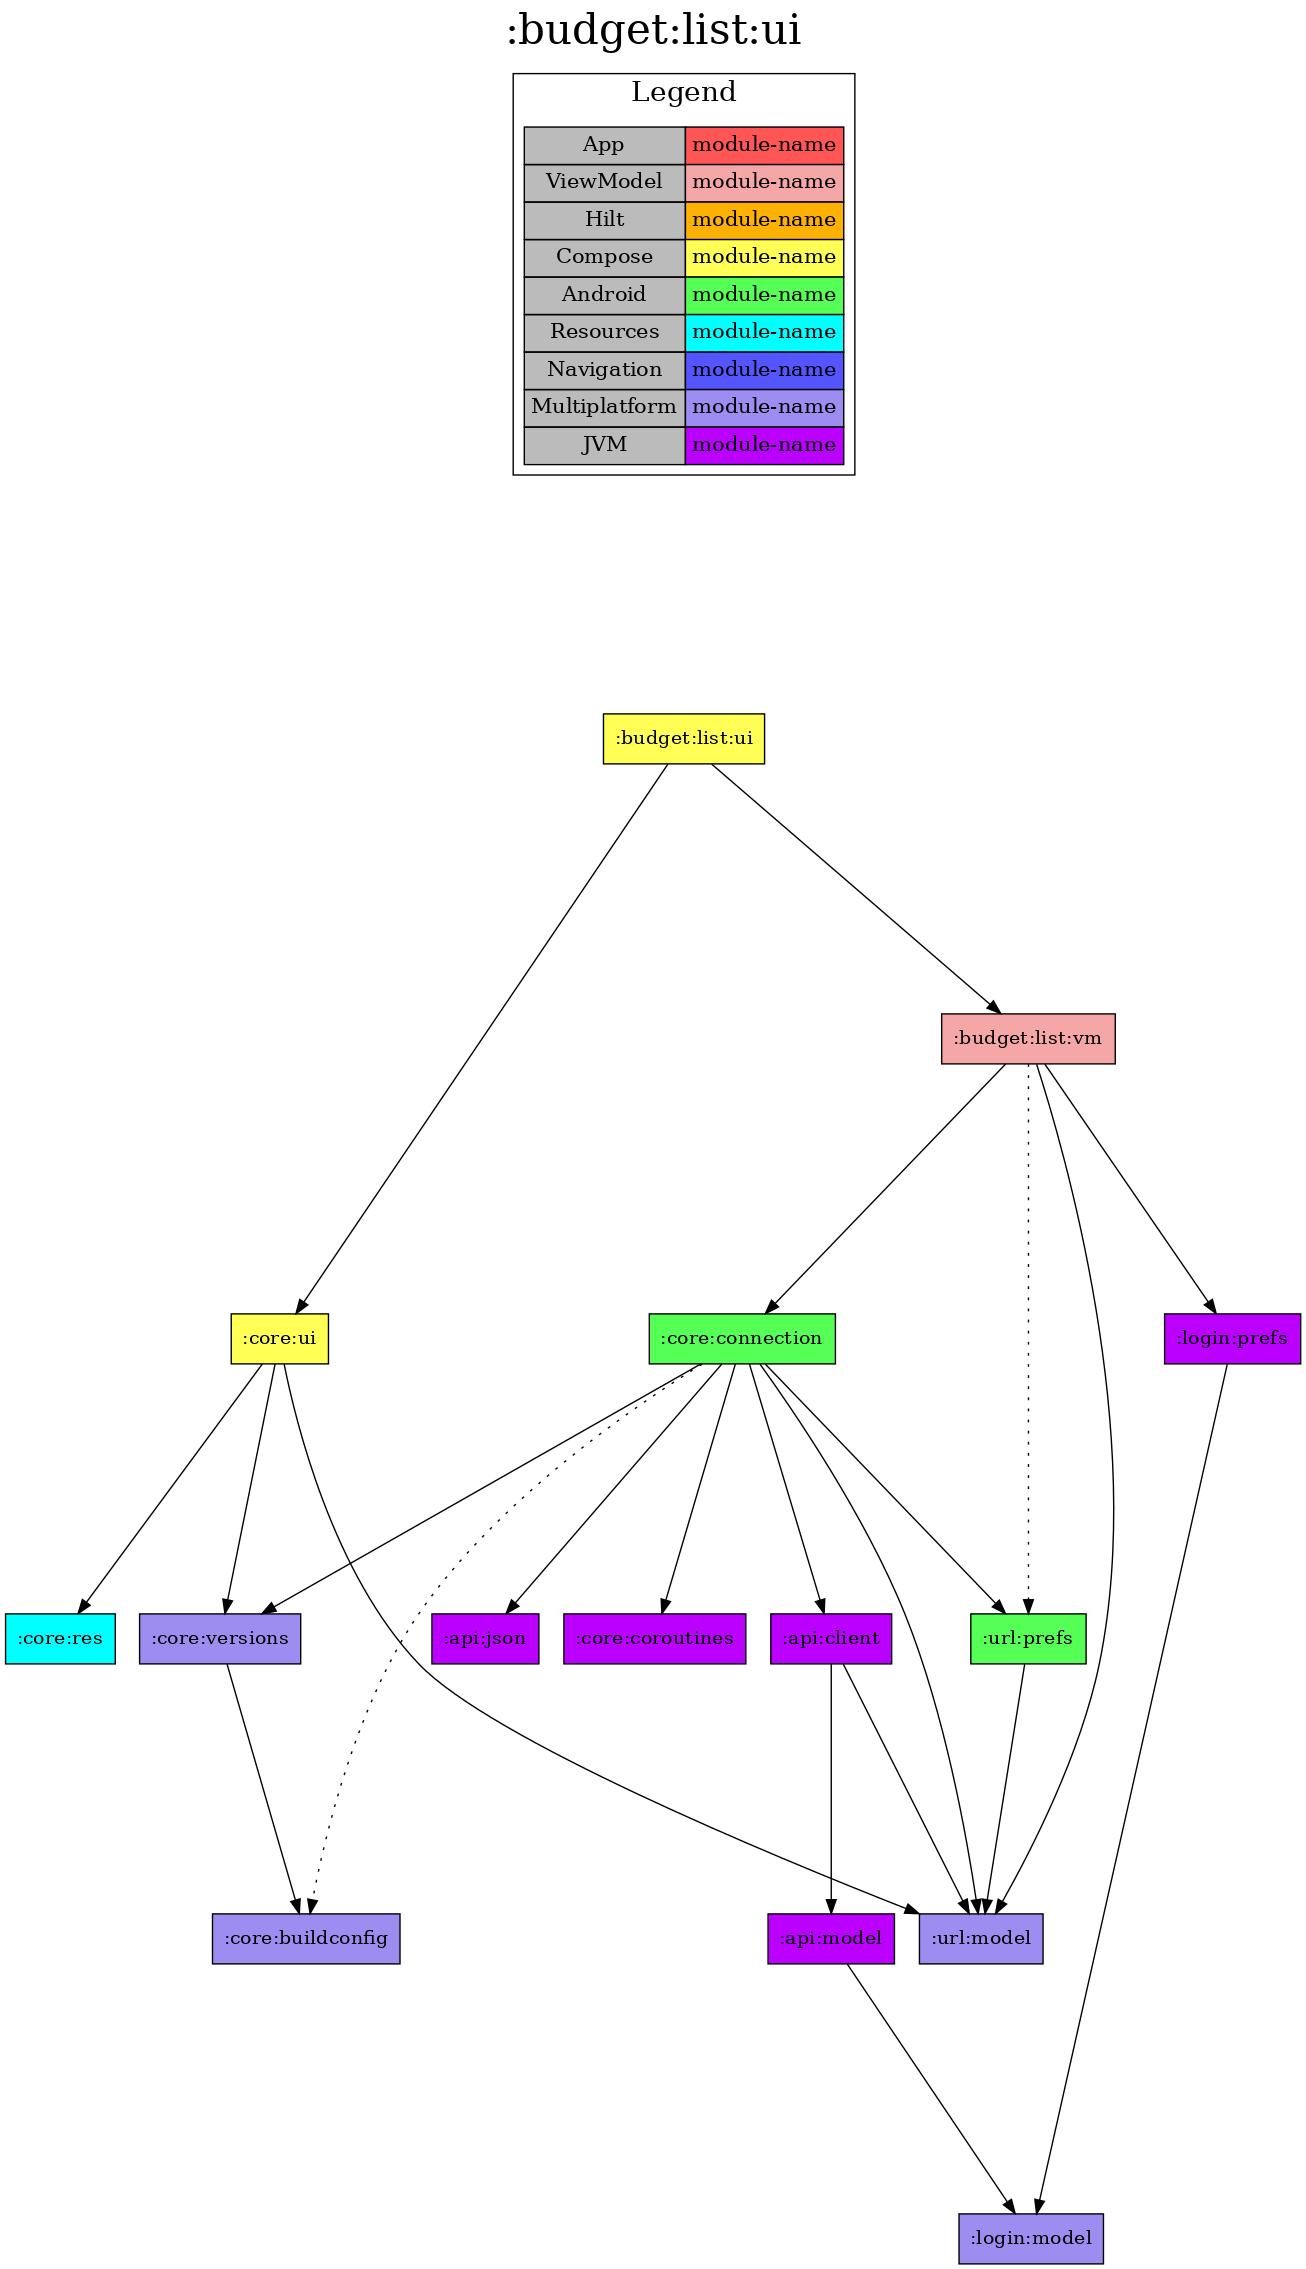 :budget:list:ui
Legend
App module-name
ViewModel module-name
Hilt module-name
Compose module-name
Android module-name
Resources module-name
Navigation module-name
Multiplatform module-name
JVM module-name
:budget:list:ui
:budget:list:vm
:core:ui
:core:connection
:login:prefs
:core:res
:core:versions
:api:json
:core:coroutines
:api:client
:url:prefs
:core:buildconfig
:api:model
:url:model
:login:model